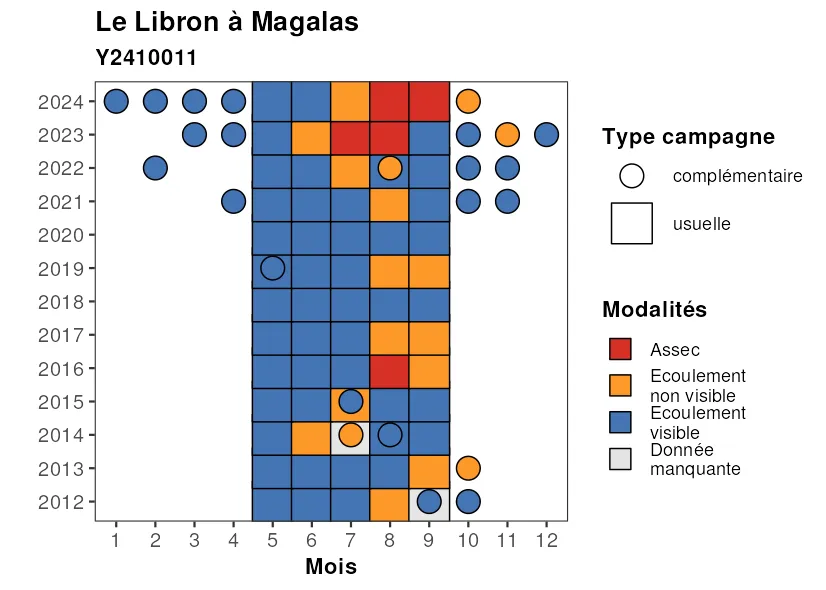 Le Libron à Magalas
Y2410011
2024
2023
2022
2021
2020
2019
2018
2017
2016
2015
2014
2013
2012
1 2 3 4 5 6 7 8 9 10 11 12
Mois
Type campagne
complémentaire
usuelle
Modalités
Assec
Ecoulement
non visible
Ecoulement
visible
Donnée
manquante